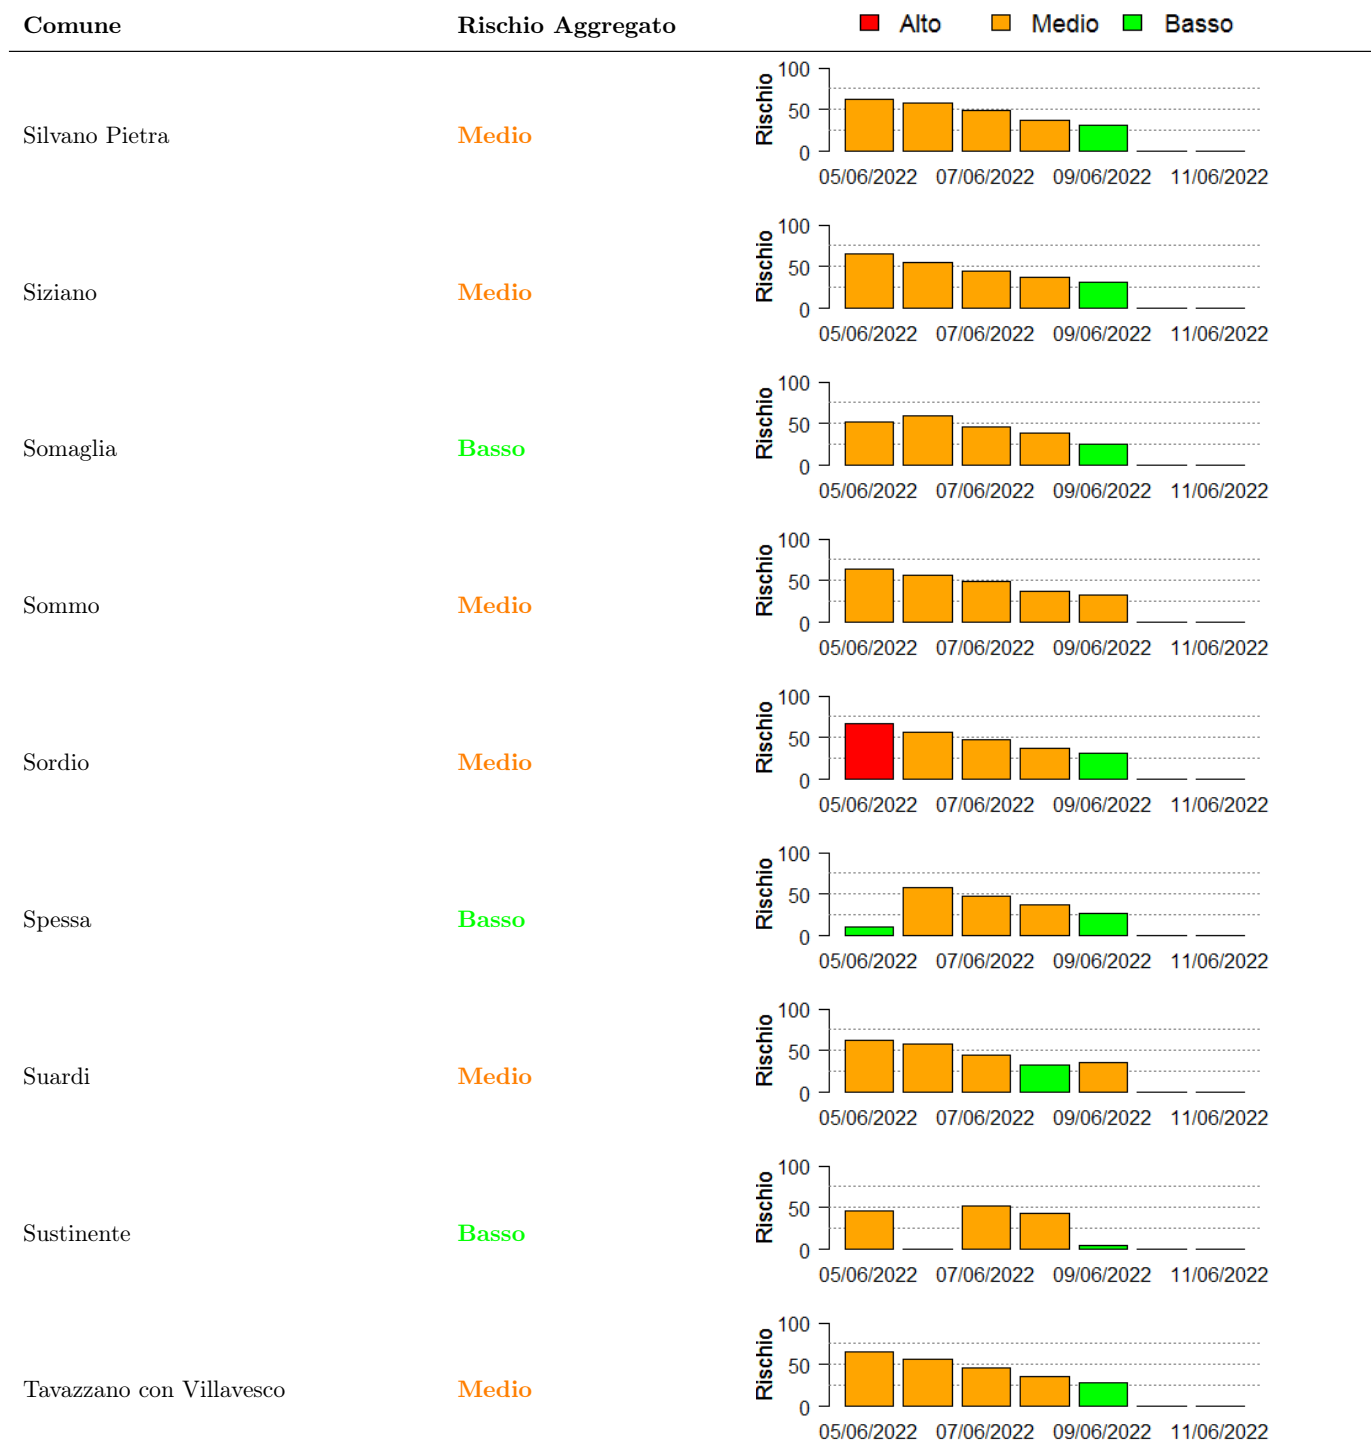 Comune Rischio Aggregato Alto Medio Basso
Silvano Pietra Medio
Rischio
100
50
0
05/06/2022 07/06/2022 09/06/2022 11/06/2022
Siziano Medio
Rischio
100
50
0
05/06/2022 07/06/2022 09/06/2022 11/06/2022
Somaglia Basso
Rischio
100
50
0
05/06/2022 07/06/2022 09/06/2022 11/06/2022
Sommo Medio
Rischio
100
50
0
05/06/2022 07/06/2022 09/06/2022 11/06/2022
Sordio Medio
Rischio
100
50
0
05/06/2022 07/06/2022 09/06/2022 11/06/2022
Spessa Basso
Rischio
100
50
0
05/06/2022 07/06/2022 09/06/2022 11/06/2022
Suardi Medio
Rischio
100
50
0
05/06/2022 07/06/2022 09/06/2022 11/06/2022
Sustinente Basso
Rischio
100
50
0
05/06/2022 07/06/2022 09/06/2022 11/06/2022
Tavazzano con Villavesco Medio
Rischio
100
50
0
05/06/2022 07/06/2022 09/06/2022 11/06/2022